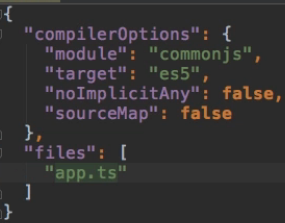 {
  "compilerOptions": {
    "module": "commonjs",
    "target": "es5",
    "noImplicitAny": false,
    "sourceMap": false
  },
  "files": [
    "app.ts"
  ]
}